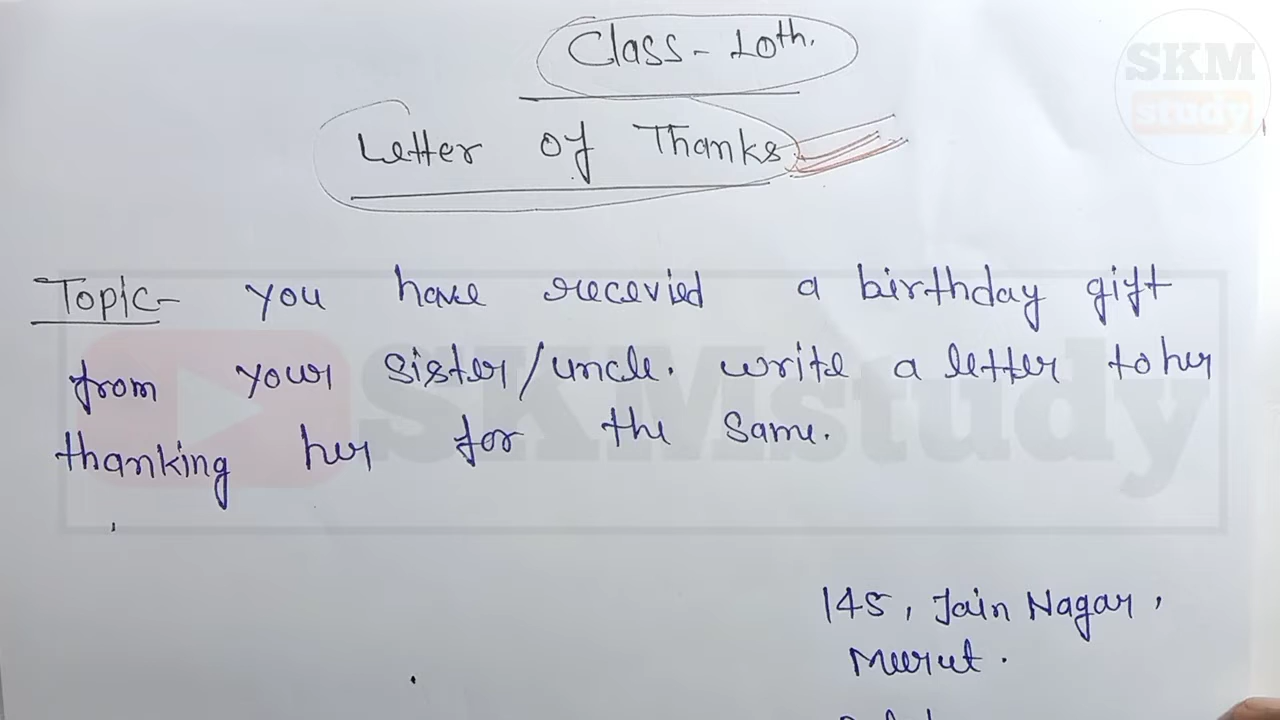 Class - 10th.
Letter of Thanks
SKM
study
Topic- you have recevied a birthday gift
from your sister/uncle. write a letter to her
thanking her for the same.
SKMstudy
145, Jain Nagar,
Meerut.